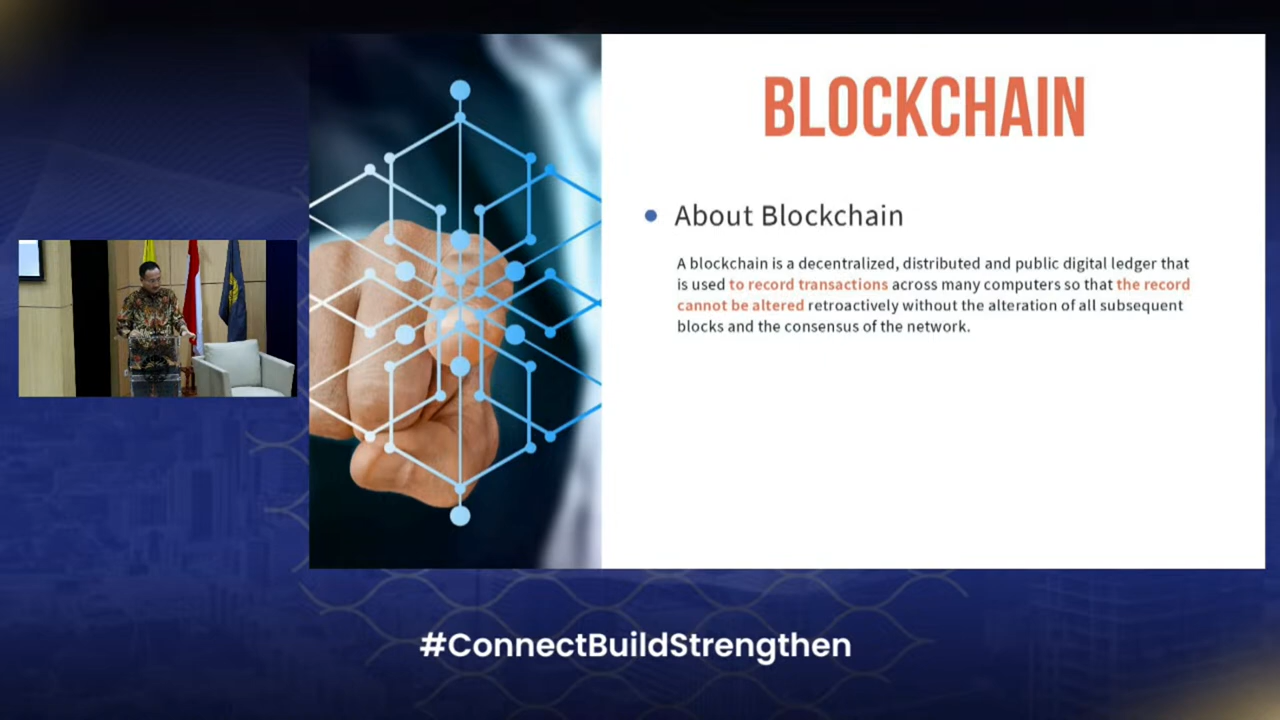 BLOCKCHAIN
About Blockchain
A blockchain is a decentralized, distributed and public digital ledger that
is used to record transactions across many computers so that the record
cannot be altered retroactively without the alteration of all subsequent
blocks and the consensus of the network.
#ConnectBuildStrengthen